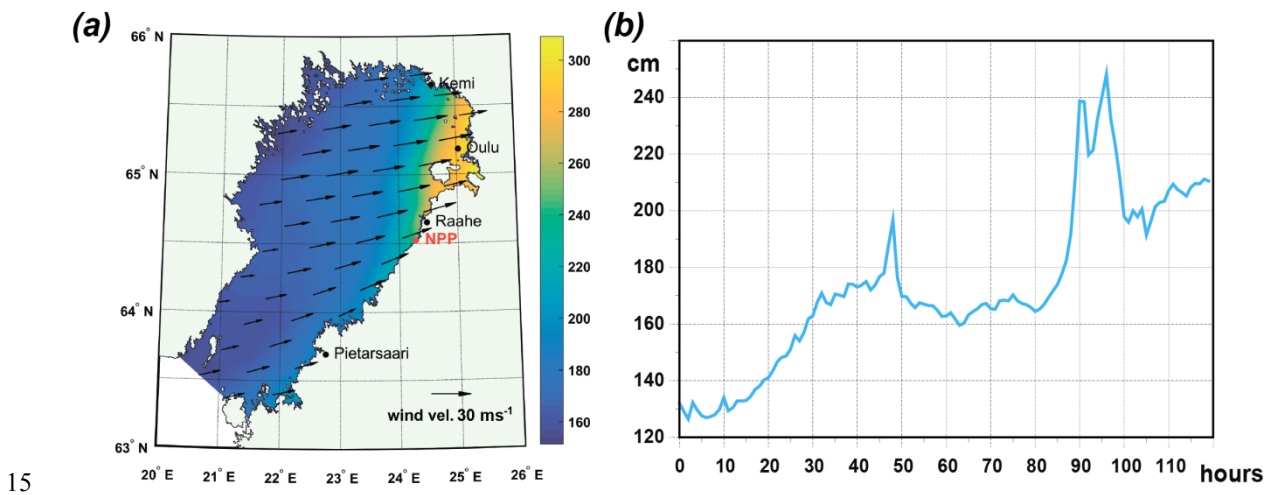 (a)
66° N
65° N
64° N
63° N
20° E 21° E 22° E 23° E 24° E 25° E 26° E
Kemi
Oulu
Raahe
NPP
Pietarsaari
wind vel. 30 ms⁻¹
300
280
260
240
220
200
180
160
(b)
cm
240
220
200
180
160
140
120
0 10 20 30 40 50 60 70 80 90 100 110 hours
15